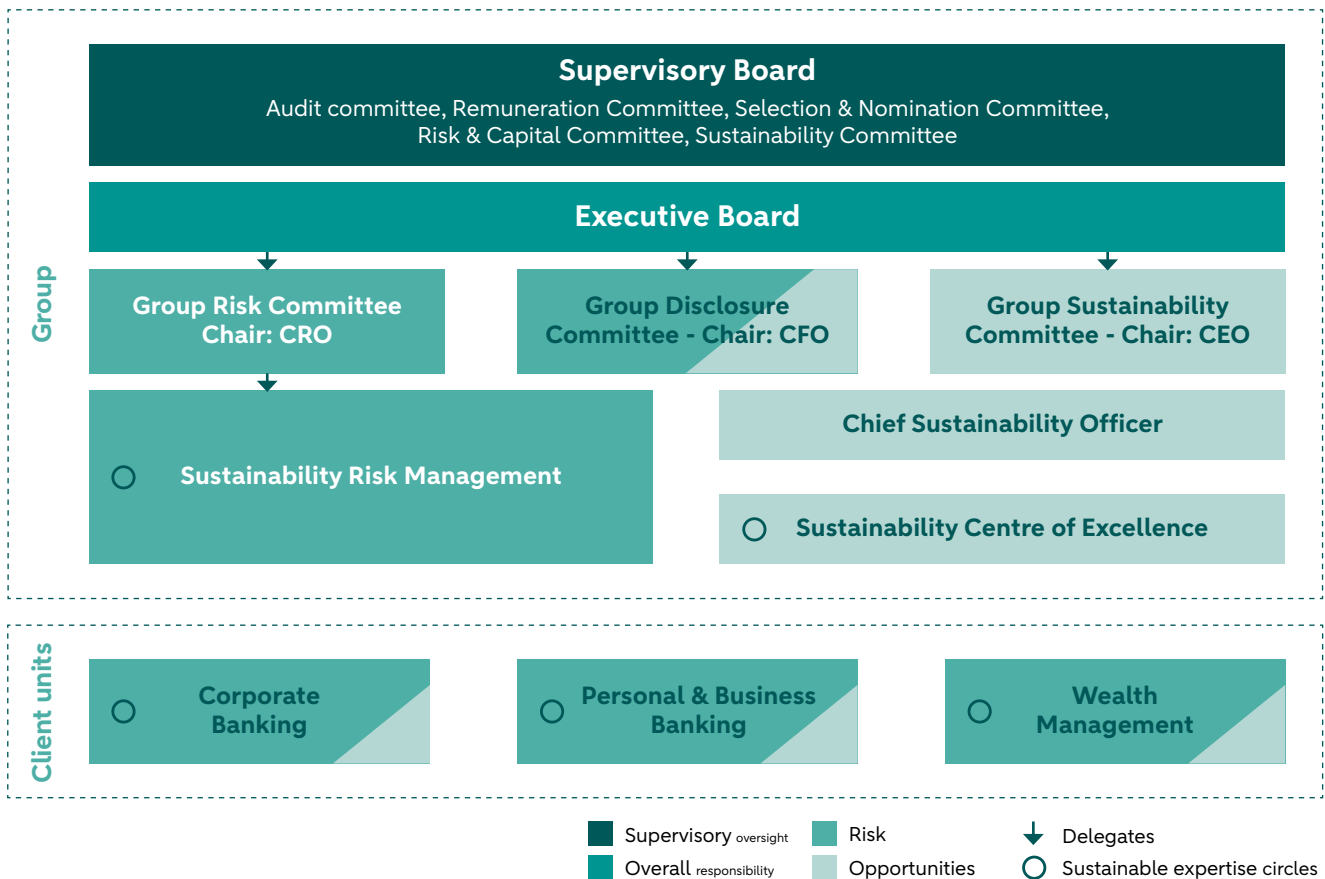 Supervisory Board
Audit committee, Remuneration Committee, Selection & Nomination Committee,
Risk & Capital Committee, Sustainability Committee
Executive Board
Group
Group Risk Committee
Chair: CRO
Group Disclosure
Committee - Chair: CFO
Group Sustainability
Committee - Chair: CEO
Sustainability Risk Management
Chief Sustainability Officer
Sustainability Centre of Excellence
Client units
Corporate
Banking
Personal & Business
Banking
Wealth
Management
Supervisory oversight
Risk
Delegates
Overall responsibility
Opportunities
Sustainable expertise circles